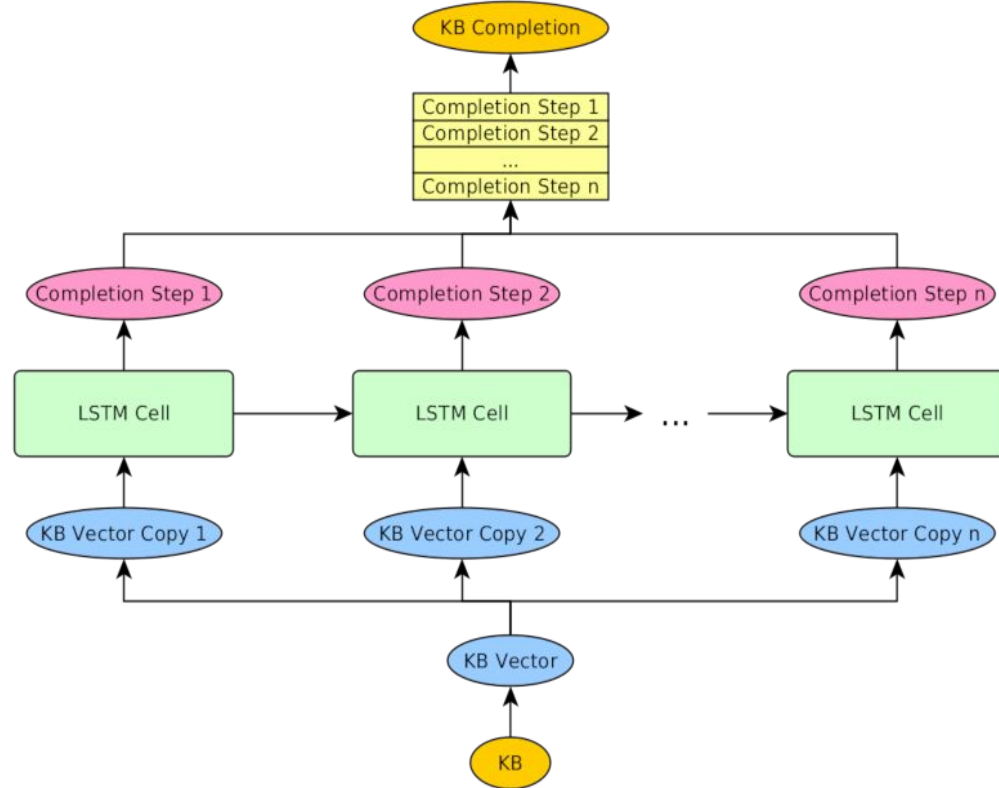 KB Completion
Completion Step 1
Completion Step 2
...
Completion Step n
Completion Step 1
Completion Step 2
Completion Step n
LSTM Cell
LSTM Cell
...
LSTM Cell
KB Vector Copy 1
KB Vector Copy 2
KB Vector Copy n
KB Vector
KB